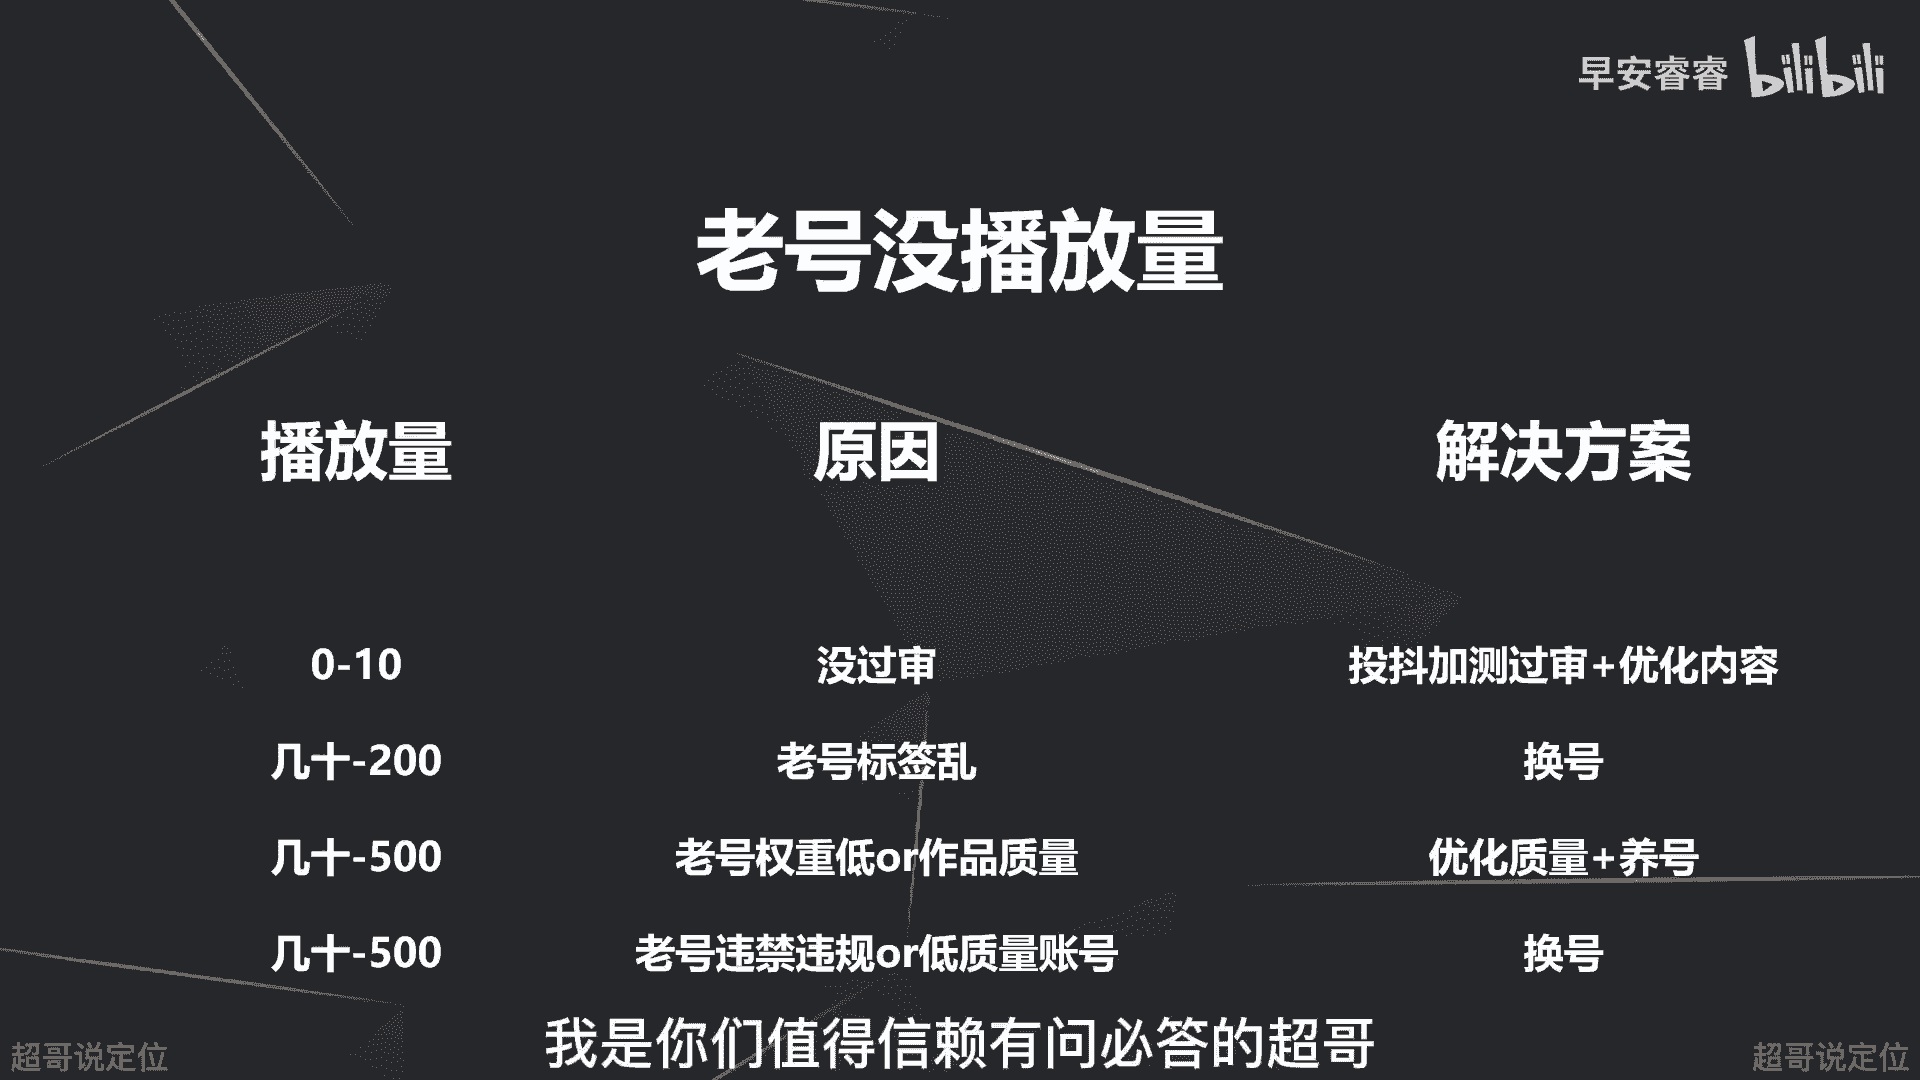 早安睿睿 bilibili
老号没播放量
播放量 原因 解决方案
0-10 没过审 投抖加测过审+优化内容
几十-200 老号标签乱 换号
几十-500 老号权重低or作品质量 优化质量+养号
几十-500 老号违禁违规or低质量账号 换号
我是你们值得信赖有问必答的超哥
超哥说定位 超哥说定位